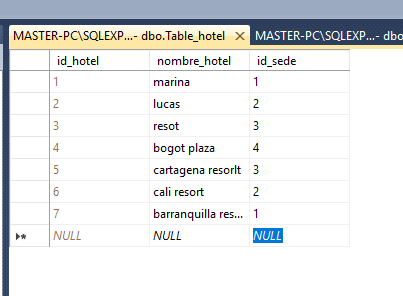 MASTER-PC\SQLEXP...- dbo.Table_hotel MASTER-PC\SQLEXP...- dbo
id_hotel nombre_hotel id_sede
1 marina 1
2 lucas 2
3 resot 3
4 bogot plaza 4
5 cartagena resorlt 3
6 cali resort 2
7 barranquilla res... 1
NULL NULL NULL